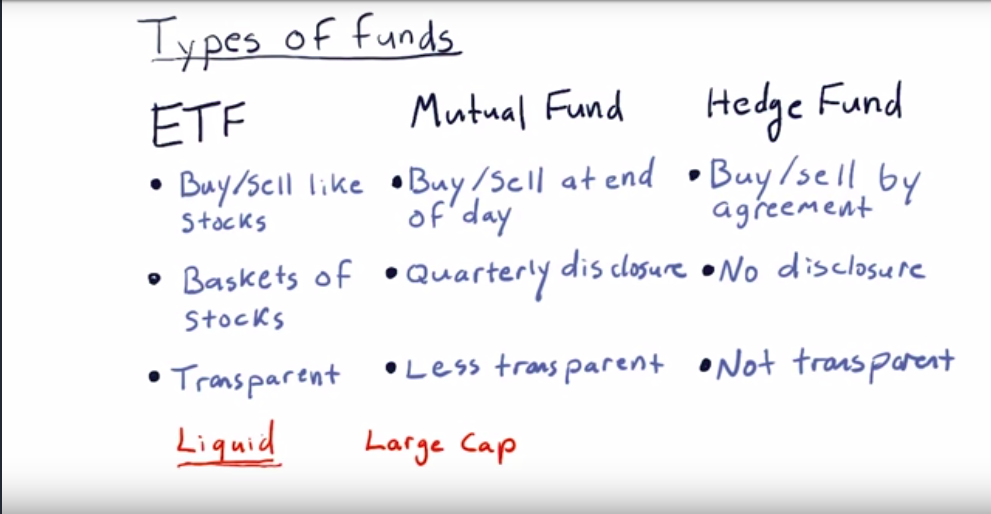 Types of funds
ETF
Mutual Fund
Hedge Fund
• Buy/sell like
stocks
• Buy/sell at end
of day
• Buy/sell by
agreement
• Baskets of
stocks
• Quarterly disclosure
• No disclosure
• Transparent
• Less transparent
• Not transparent
Liquid
Large Cap